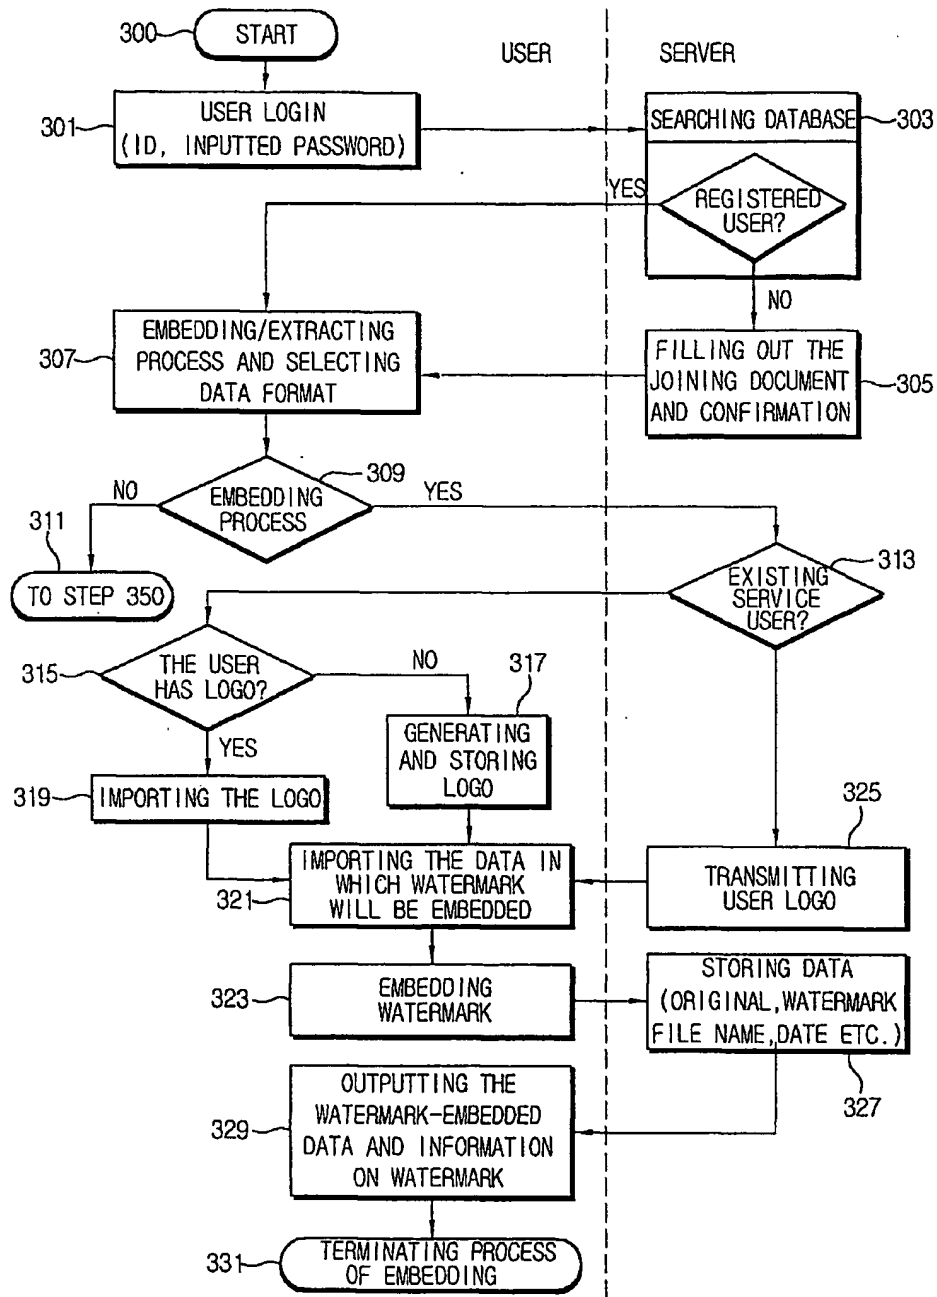 300
START
USER
SERVER
301
USER LOGIN
(ID, INPUTTED PASSWORD)
SEARCHING DATABASE
303
YES
REGISTERED
USER?
NO
307
EMBEDDING/EXTRACTING
PROCESS AND SELECTING
DATA FORMAT
FILLING OUT THE
JOINING DOCUMENT
AND CONFIRMATION
305
309
NO
EMBEDDING
PROCESS
YES
311
TO STEP 350
313
EXISTING
SERVICE
USER?
315
THE USER
HAS LOGO?
NO
317
YES
GENERATING
AND STORING
LOGO
319
IMPORTING THE LOGO
325
321
IMPORTING THE DATA IN
WHICH WATERMARK
WILL BE EMBEDDED
TRANSMITTING
USER LOGO
323
EMBEDDING
WATERMARK
STORING DATA
(ORIGINAL,WATERMARK
FILE NAME,DATE ETC.)
327
329
OUTPUTTING THE
WATERMARK-EMBEDDED
DATA AND INFORMATION
ON WATERMARK
331
TERMINATING PROCESS
OF EMBEDDING